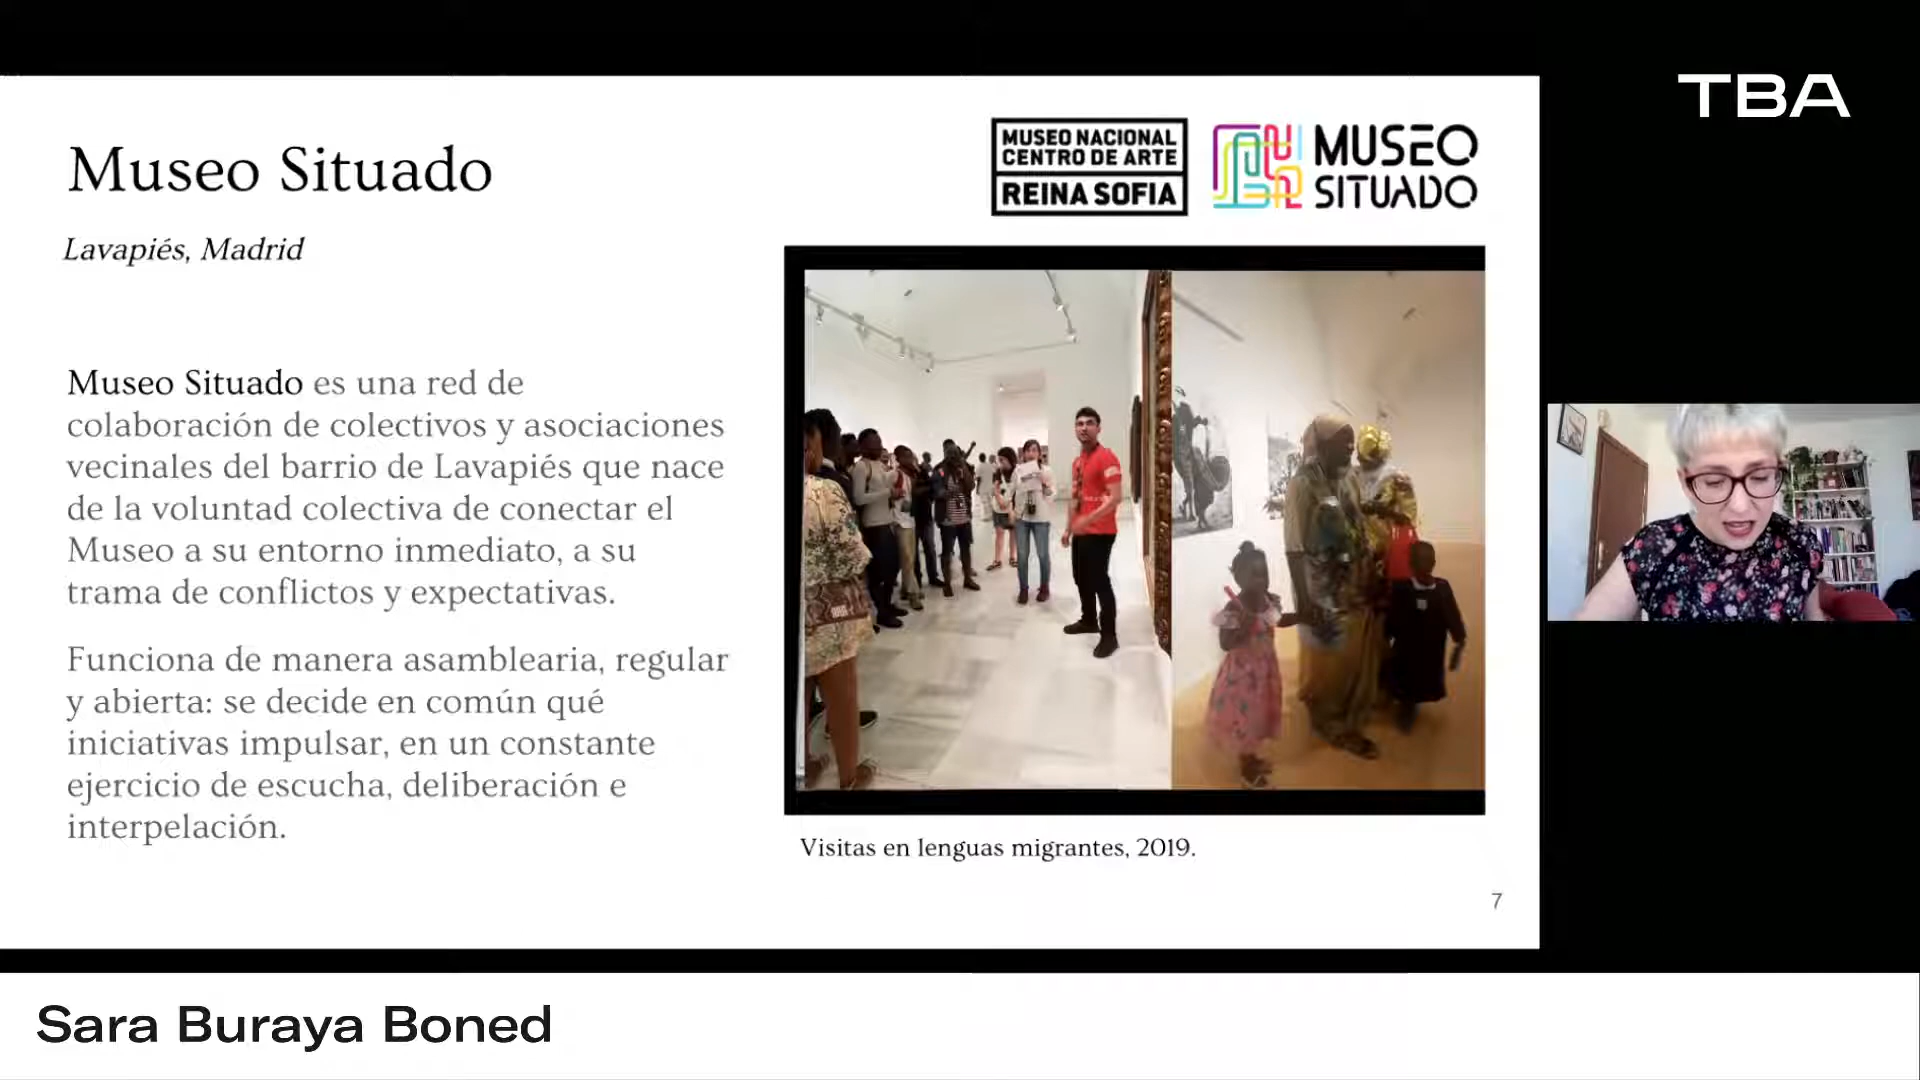 TBA
Museo Situado
MUSEO NACIONAL
CENTRO DE ARTE
REINA SOFIA
MUSEO
SITUADO
Lavapiés, Madrid
Museo Situado es una red de
colaboración de colectivos y asociaciones
vecinales del barrio de Lavapiés que nace
de la voluntad colectiva de conectar el
Museo a su entorno inmediato, a su
trama de conflictos y expectativas.
Funciona de manera asamblearia, regular
y abierta: se decide en común qué
iniciativas impulsar, en un constante
ejercicio de escucha, deliberación e
interpelación.
Visitas en lenguas migrantes, 2019.
7
Sara Buraya Boned